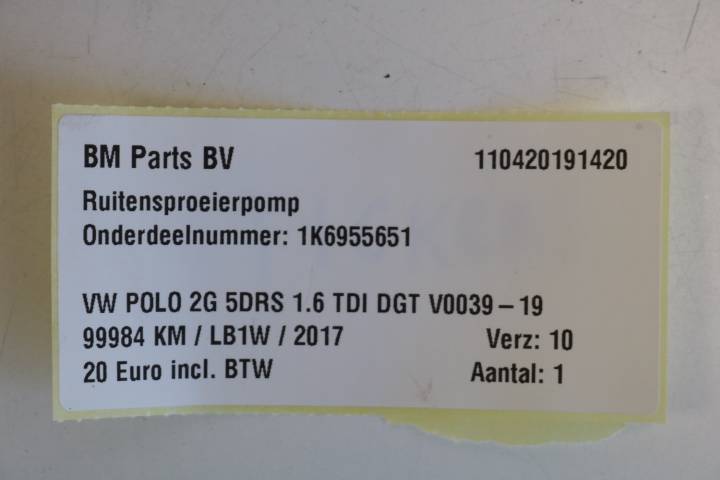 BM Parts BV 110420191420
Ruitensproeierpomp
Onderdeelnummer: 1K6955651
VW POLO 2G 5DRS 1.6 TDI DGT V0039 – 19
99984 KM / LB1W / 2017 Verz: 10
20 Euro incl. BTW Aantal: 1